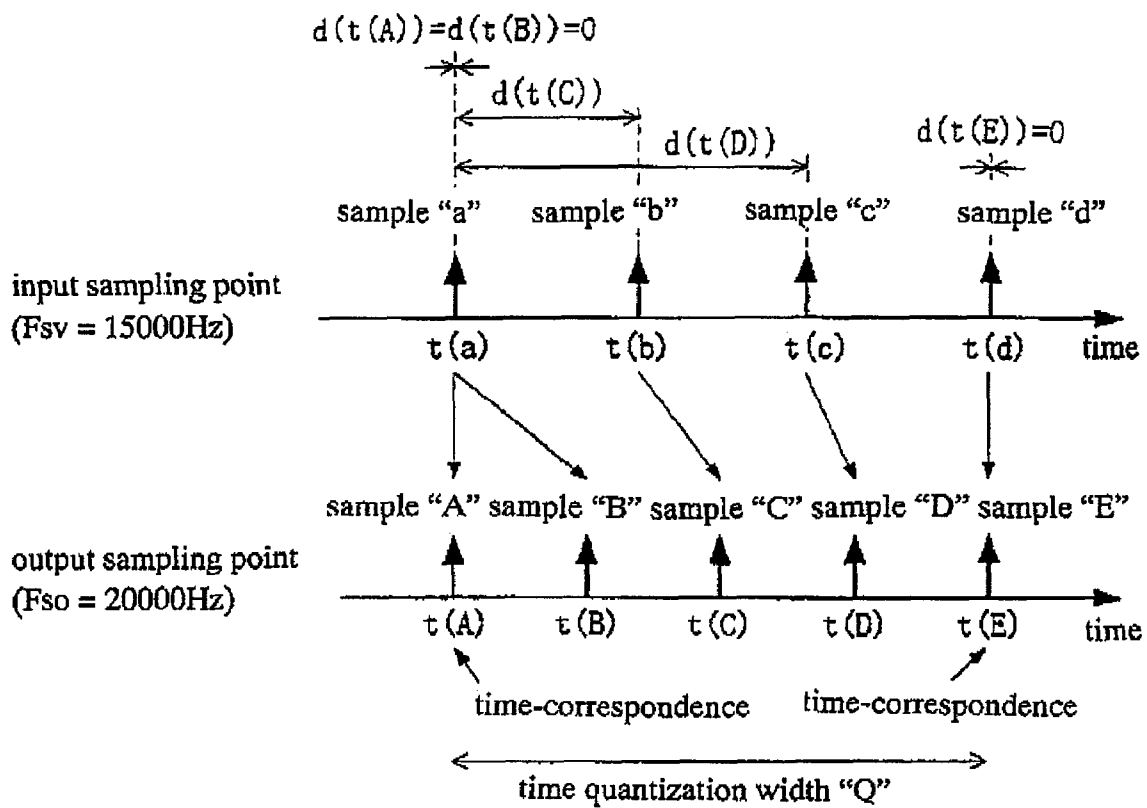 d(t(A))=d(t(B))=0
d(t(C))
d(t(D))
d(t(E))=0
sample “a”
sample “b”
sample “c”
sample “d”
input sampling point
(Fsv = 15000Hz)
t(a)
t(b)
t(c)
t(d)
time
sample “A”
sample “B”
sample “C”
sample “D”
sample “E”
output sampling point
(Fso = 20000Hz)
t(A)
t(B)
t(C)
t(D)
t(E)
time
time-correspondence
time-correspondence
time quantization width “Q”